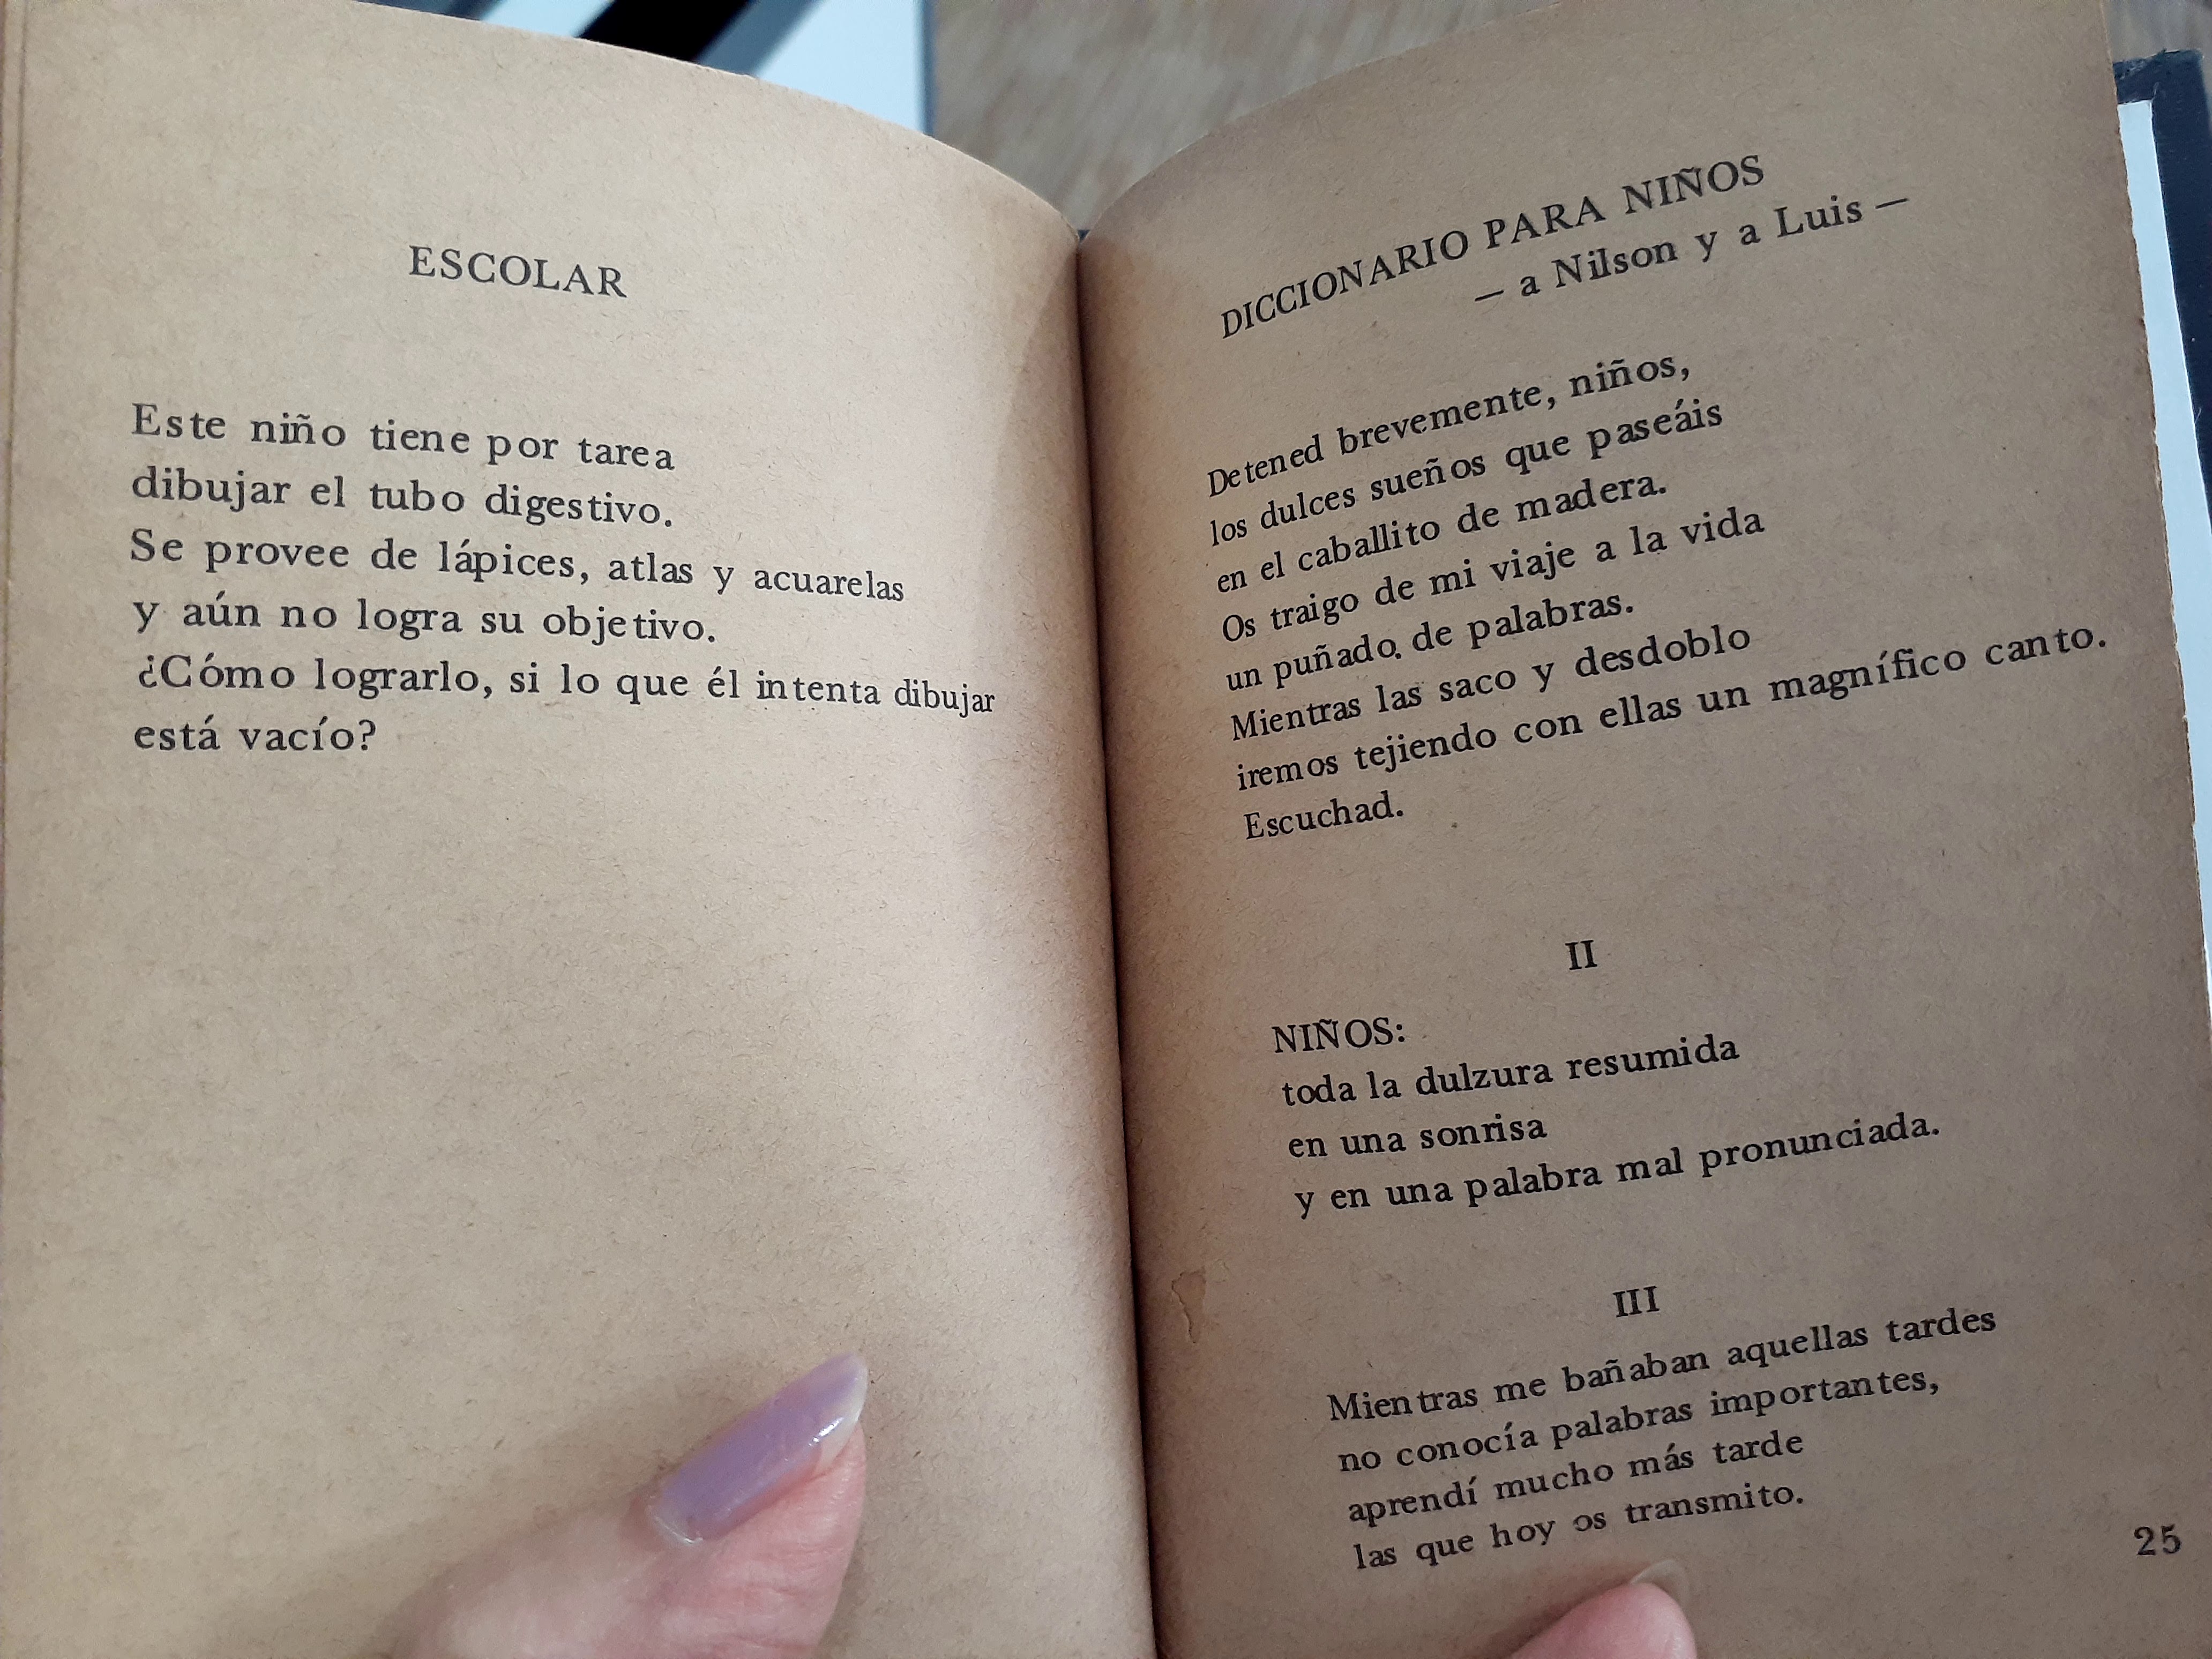 ESCOLAR
Este niño tiene por tarea
dibujar el tubo digestivo.
Se provee de lápices, atlas y acuarelas
y aún no logra su objetivo.
¿Cómo lograrlo, si lo que él intenta dibujar
está vacío?
DICCIONARIO PARA NIÑOS
— a Nilson y a Luis —
Detened brevemente, niños,
los dulces sueños que paseáis
en el caballito de madera.
Os traigo de mi viaje a la vida
un puñado de palabras.
Mientras las saco y desdoblo
iremos tejiendo con ellas un magnífico canto.
Escuchad.
II
NIÑOS:
toda la dulzura resumida
en una sonrisa
y en una palabra mal pronunciada.
III
Mientras me bañaban aquellas tardes
no conocía palabras importantes,
aprendí mucho más tarde
las que hoy os transmito.
25